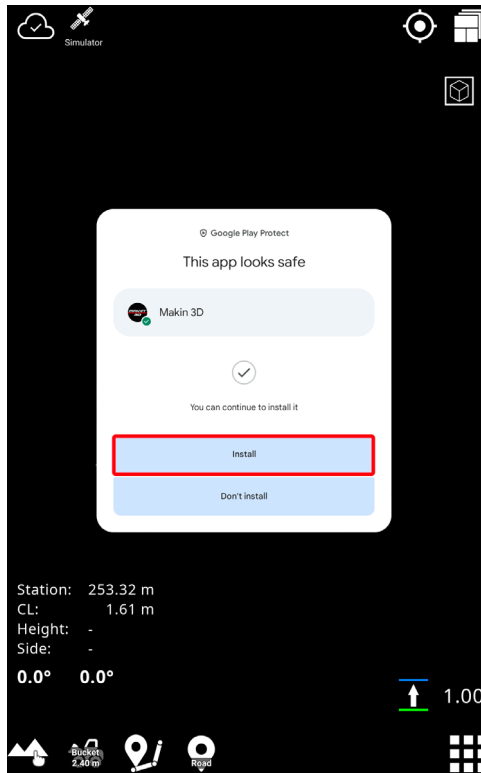 Simulator
Google Play Protect
This app looks safe
Makin 3D
You can continue to install it
Install
Don't install
Station: 253.32 m
CL: 1.61 m
Height: -
Side: -
0.0° 0.0°
1.00
Bucket
2.40 m
Road